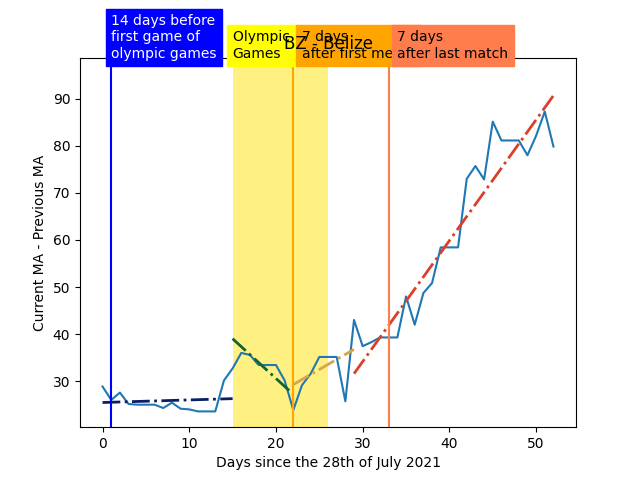 14 days before
first game of
olympic games
Olympic
Games
7 days
after first me
7 days
after last match
BZ - Belize
Current MA - Previous MA
90
80
70
60
50
40
30
0
10
20
30
40
50
Days since the 28th of July 2021